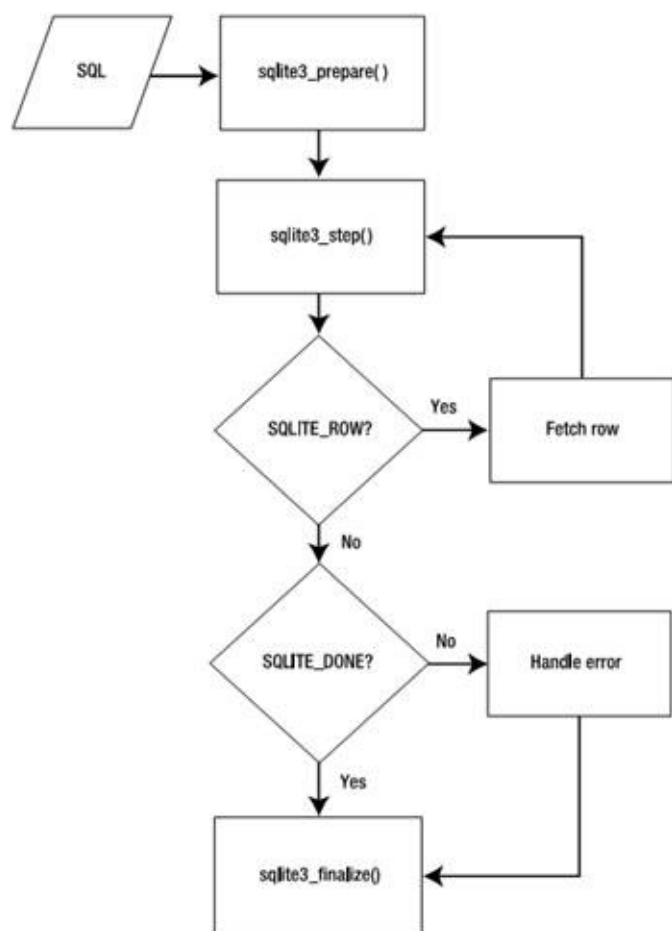 SQL
sqlite3_prepare( )
sqlite3_step()
SQLITE_ROW?
Yes
Fetch row
No
SQLITE_DONE?
No
Handle error
Yes
sqlite3_finalize()